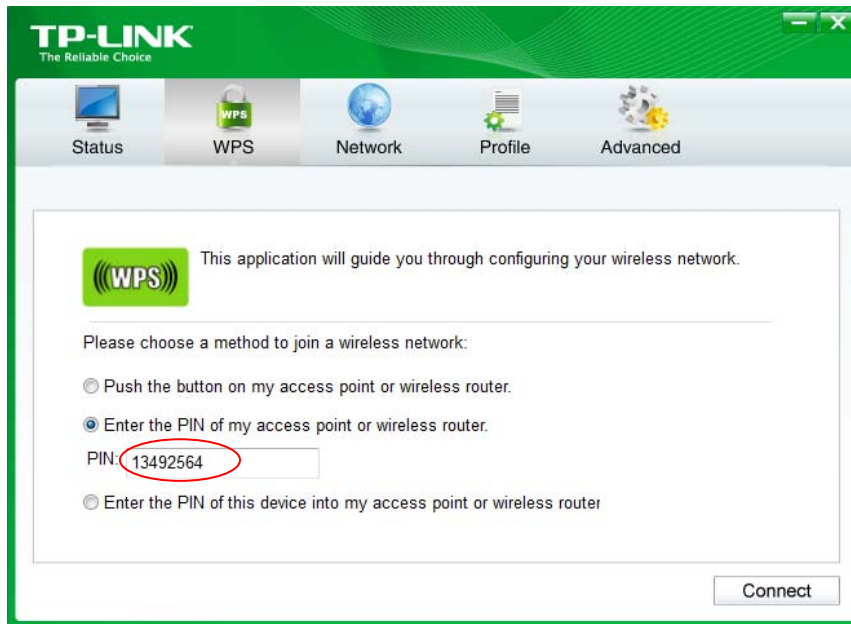 TP-LINK
The Reliable Choice
Status WPS Network Profile Advanced
WPS
(((WPS)))
This application will guide you through configuring your wireless network.
Please choose a method to join a wireless network:
Push the button on my access point or wireless router.
Enter the PIN of my access point or wireless router.
PIN: 13492564
Enter the PIN of this device into my access point or wireless router
Connect